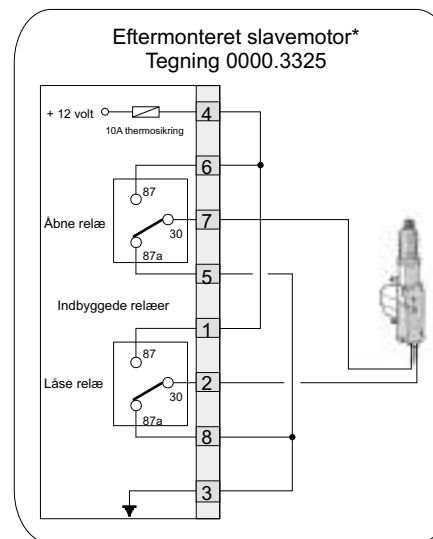 Eftermonteret slavemotor*
Tegning 0000.3325
+ 12 volt
10A thermosikring
4
6
87
Åbne relæ
30
7
87a
5
Indbyggede relæer
1
87
Låse relæ
30
2
87a
8
3